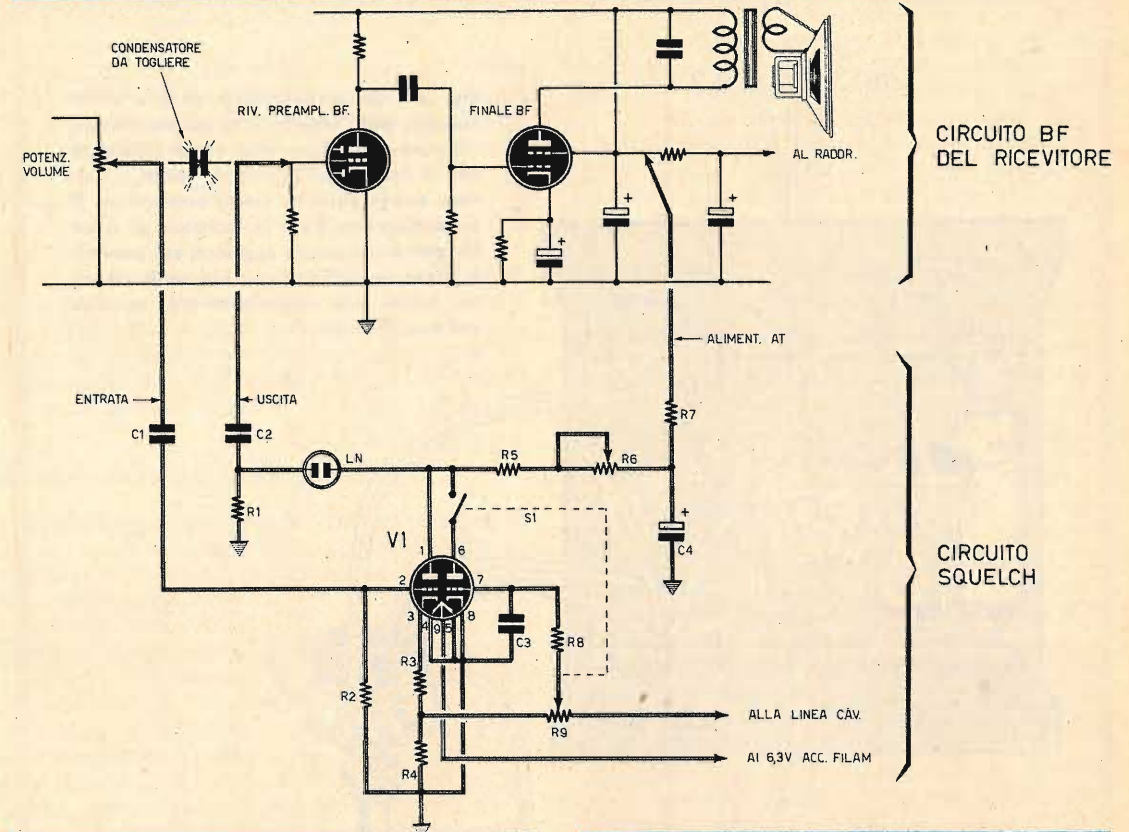 CONDENSATORE
DA TOGLIERE
RIV. PREAMPL. BF.
FINALE BF
POTENZ.
VOLUME
AL RADDR.
CIRCUITO BF
DEL RICEVITORE
ALIMENT. AT
ENTRATA
USCITA
C1
C2
R7
LN
R5
R6
R1
S1
+
C4
V1
1
6
2
7
3
4
9
5
8
C3
R8
R3
R2
R9
R4
ALLA LINEA CAV.
AI 6,3V ACC. FILAM
CIRCUITO
SQUELCH
+
+
+